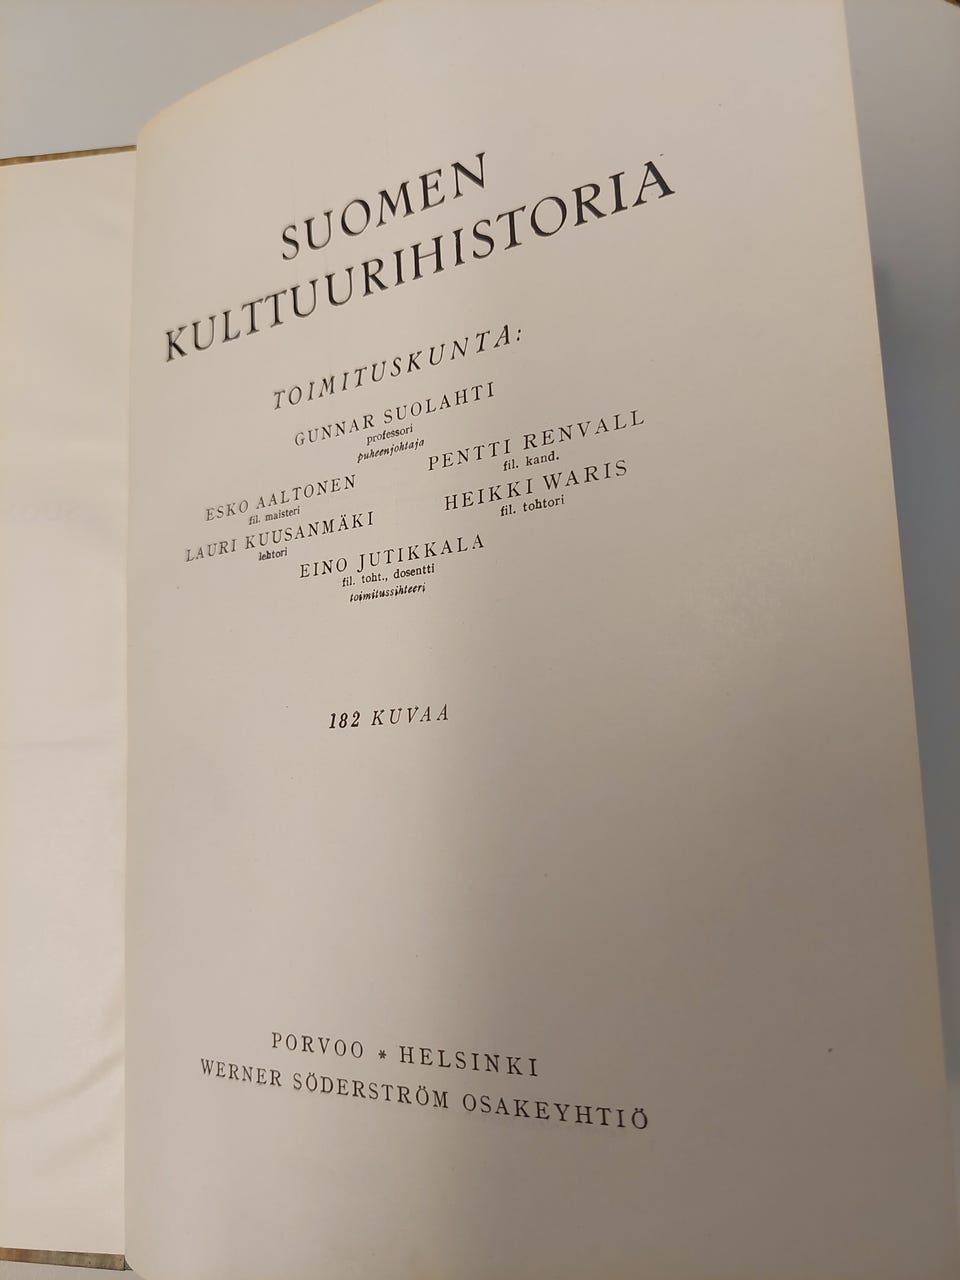 SUOMEN
KULTTUURIHISTORIA
TOIMITUSKUNTA:
GUNNAR SUOLAHTI
professori
puheenjohtaja
ESKO AALTONEN
fil. maisteri
PENTTI RENVALL
fil. kand.
LAURI KUUSANMÄKI
lehtori
HEIKKI WARIS
fil. tohtori
EINO JUTIKKALA
fil. toht., dosentti
toimitussihteeri
182 KUVAA
PORVOO * HELSINKI
WERNER SÖDERSTRÖM OSAKEYHTIÖ